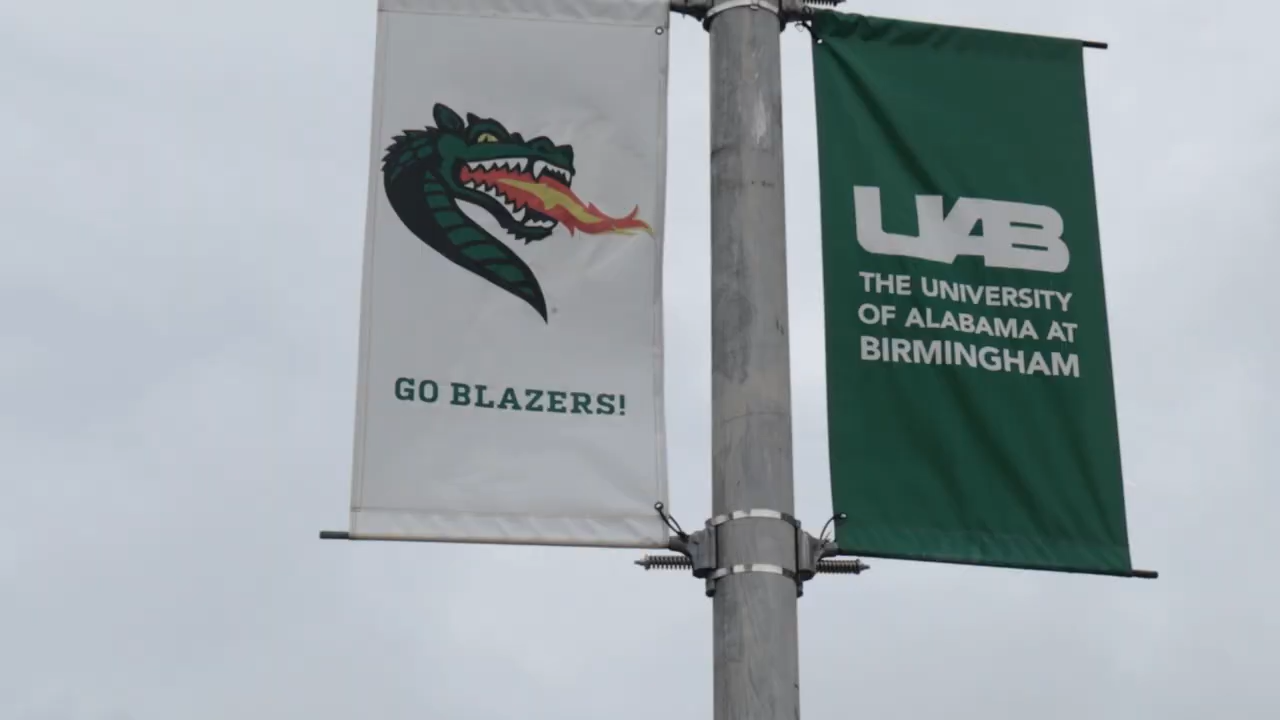 GO BLAZERS!
UAB
THE UNIVERSITY
OF ALABAMA AT
BIRMINGHAM